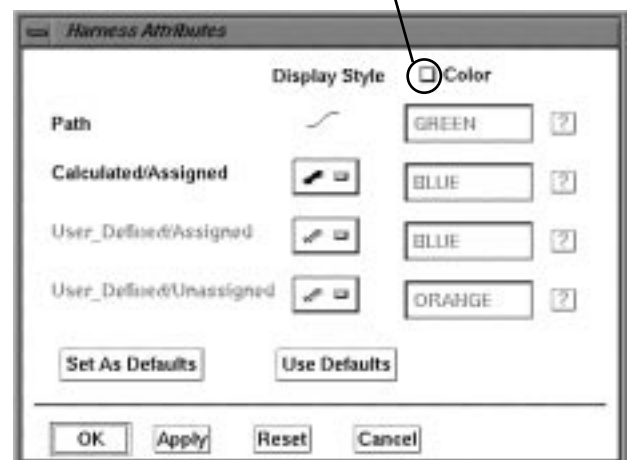 Harness Attributes
Display Style Color
Path GREEN ?
Calculated/Assigned BLUE ?
User_Defined/Assigned BLUE ?
User_Defined/Unassigned ORANGE ?
Set As Defaults Use Defaults
OK Apply Reset Cancel